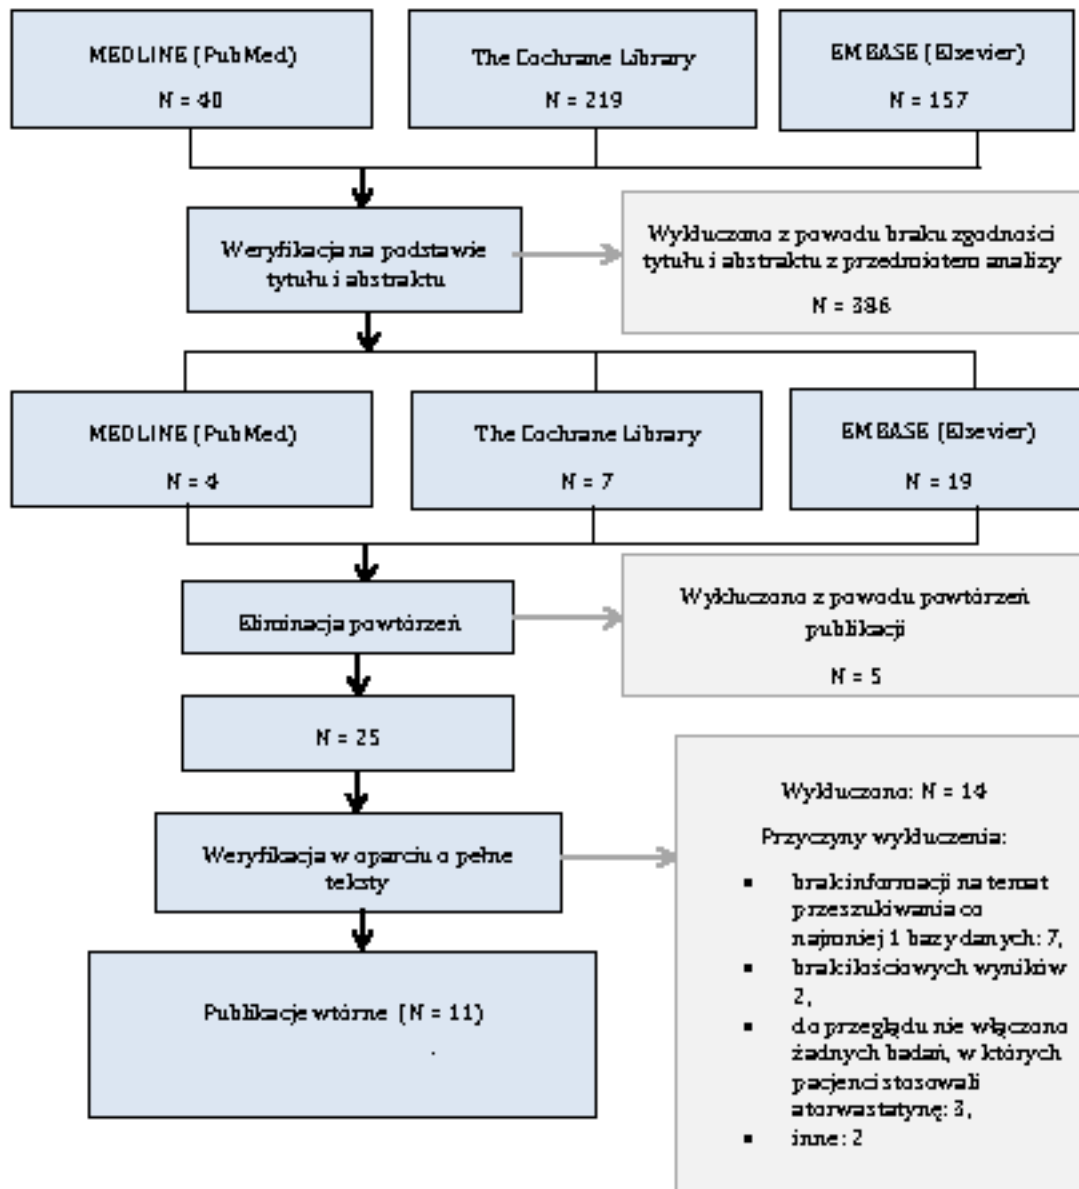 MEDLINE (PubMed)
N = 40
The Cochrane Library
N = 219
EMBASE (Elsevier)
N = 157
Weryfikacja na podstawie
tytułu i abstraktu
Wykluczono z powodu braku zgodności
tytułu i abstraktu z przedmiotem analizy
N = 386
MEDLINE (PubMed)
N = 4
The Cochrane Library
N = 7
EMBASE (Elsevier)
N = 19
Eliminacja powtórzeń
Wykluczono z powodu powtórzeń
publikacji
N = 5
N = 25
Weryfikacja w oparciu o pełne
teksty
Wykluczono: N = 14
Przyczyny wykluczenia:
▪ brak informacji na temat
przeszukiwania co
najmniej 1 bazy danych: 7,
▪ brak ilościowych wyników
2,
▪ do przeglądu nie włączono
żadnych badań, w których
pacjenci stosowali
atorwastatynę: 3,
▪ inne: 2
Publikacje wtórne (N = 11)